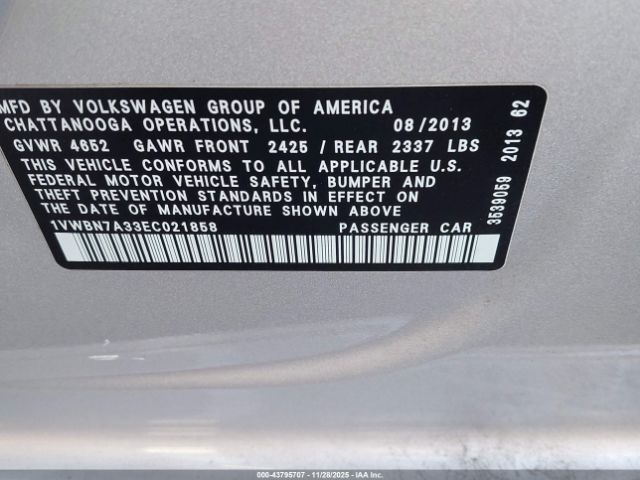 MFD BY VOLKSWAGEN GROUP OF AMERICA
CHATTANOOGA OPERATIONS, LLC. 08/2013
GVWR 4652 GAWR FRONT 2425 / REAR 2337 LBS
THIS VEHICLE CONFORMS TO ALL APPLICABLE U.S.
FEDERAL MOTOR VEHICLE SAFETY, BUMPER AND
THEFT PREVENTION STANDARDS IN EFFECT ON
THE DATE OF MANUFACTURE SHOWN ABOVE
1VWBN7A33EC021858 PASSENGER CAR
3539059 2013 62
000-43795707 - 11/28/2025 - IAAI, Inc.